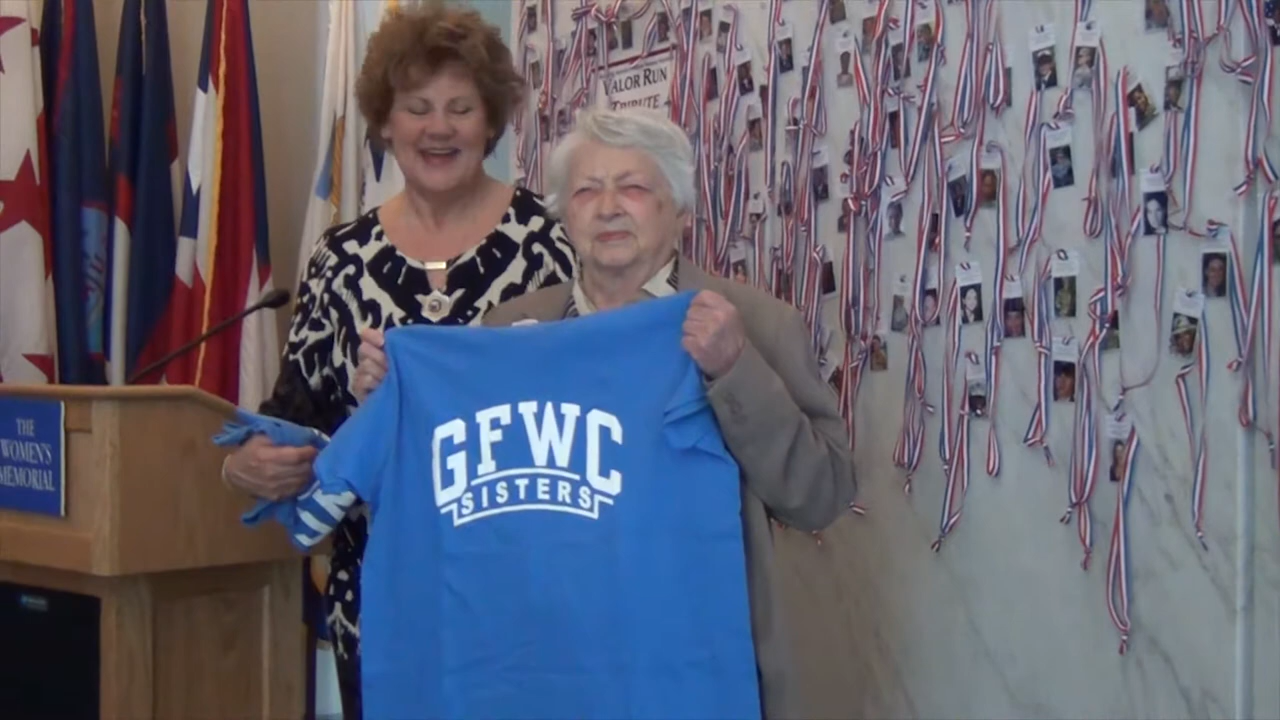 VALOR RUN
TRIBUTE
THE
WOMEN'S
MEMORIAL
GFWC
SISTERS